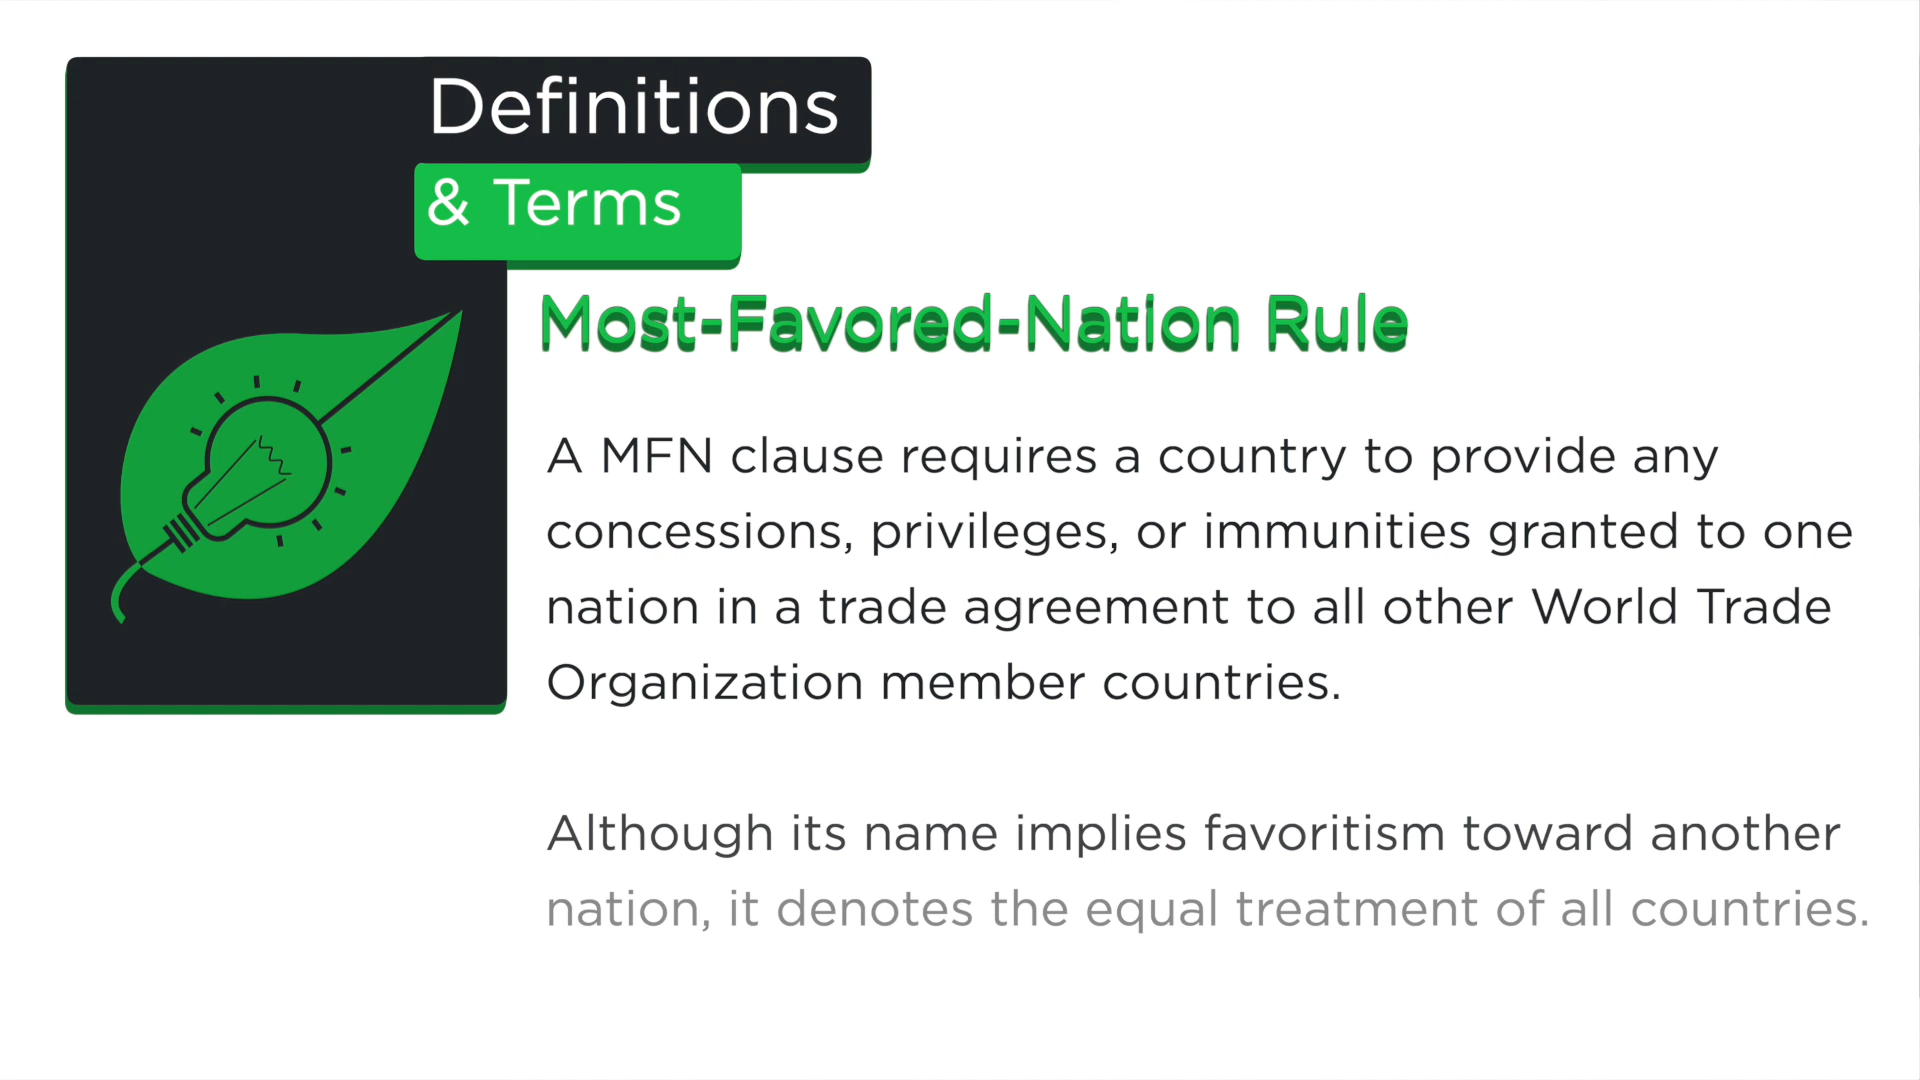 Definitions
& Terms
Most-Favored-Nation Rule
A MFN clause requires a country to provide any
concessions, privileges, or immunities granted to one
nation in a trade agreement to all other World Trade
Organization member countries.
Although its name implies favoritism toward another
nation, it denotes the equal treatment of all countries.